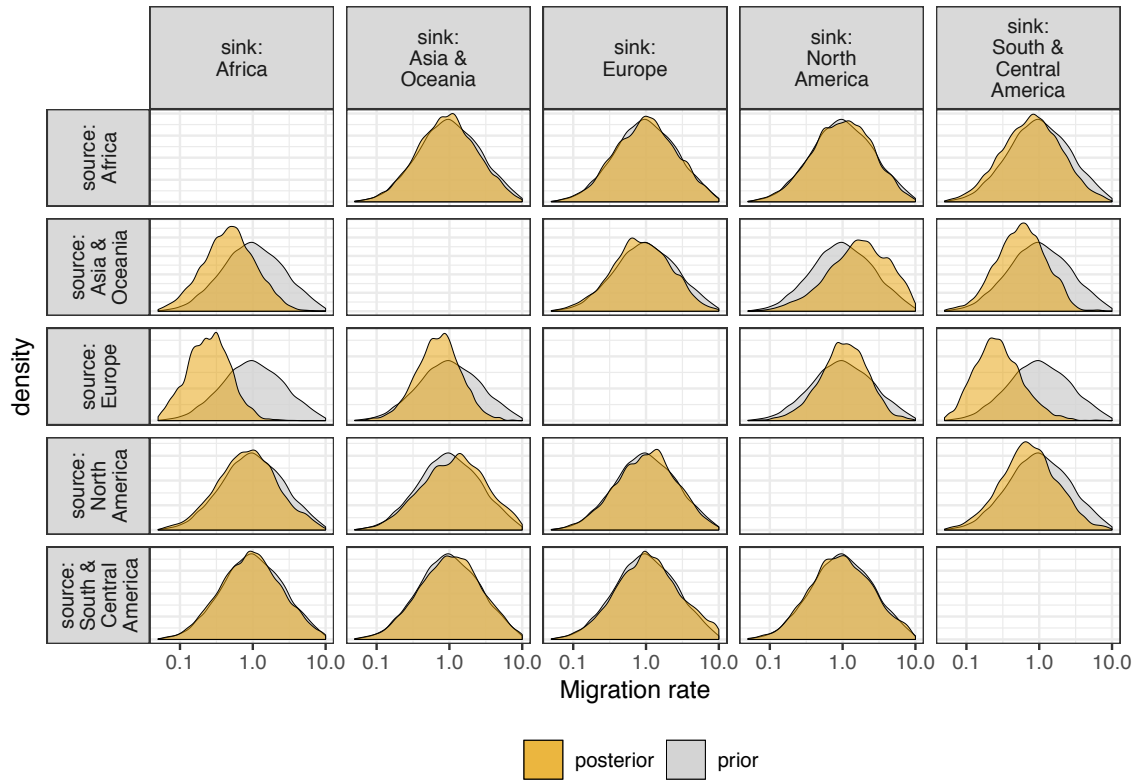 sink:
Africa
sink:
Asia &
Oceania
sink:
Europe
sink:
North
America
sink:
South &
Central
America
source:
Africa
source:
Asia &
Oceania
source:
Europe
source:
North
America
source:
South &
Central
America
density
0.1 1.0 10.0 0.1 1.0 10.0 0.1 1.0 10.0 0.1 1.0 10.0 0.1 1.0 10.0
Migration rate
posterior prior